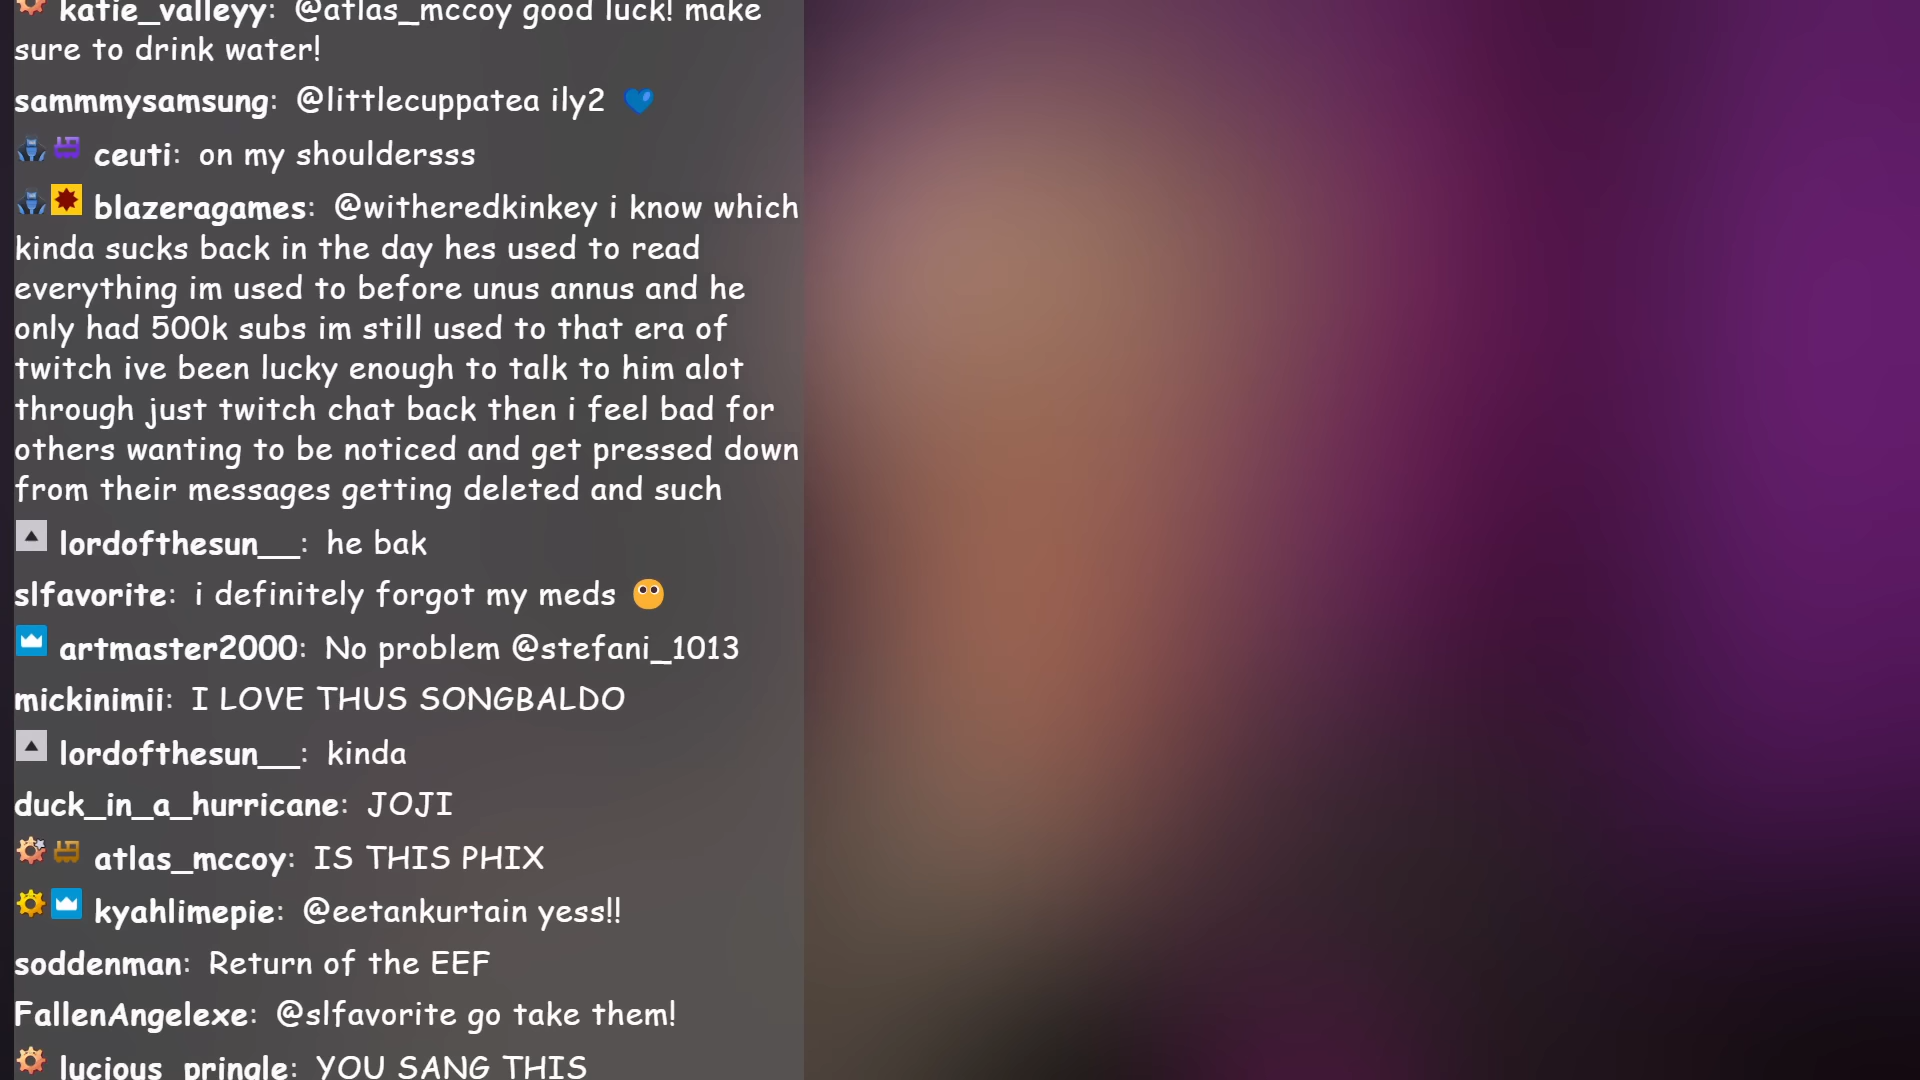 katie_valleyy: @atlas_mccoy good luck! make
sure to drink water!
sammmysamsung: @littlecuppatea ily2 💙
ceuti: on my shouldersss
blazeragames: @witheredkinkey i know which
kinda sucks back in the day hes used to read
everything im used to before unus annus and he
only had 500k subs im still used to that era of
twitch ive been lucky enough to talk to him alot
through just twitch chat back then i feel bad for
others wanting to be noticed and get pressed down
from their messages getting deleted and such
lordofthesun__: he bak
slfavorite: i definitely forgot my meds
artmaster2000: No problem @stefani_1013
mickinimii: I LOVE THUS SONGBALDO
lordofthesun__: kinda
duck_in_a_hurricane: JOJI
atlas_mccoy: IS THIS PHIX
kyahlimepie: @eetankurtain yess!!
soddenman: Return of the EEF
FallenAngelexe: @slfavorite go take them!
lucious_pringle: YOU SANG THIS